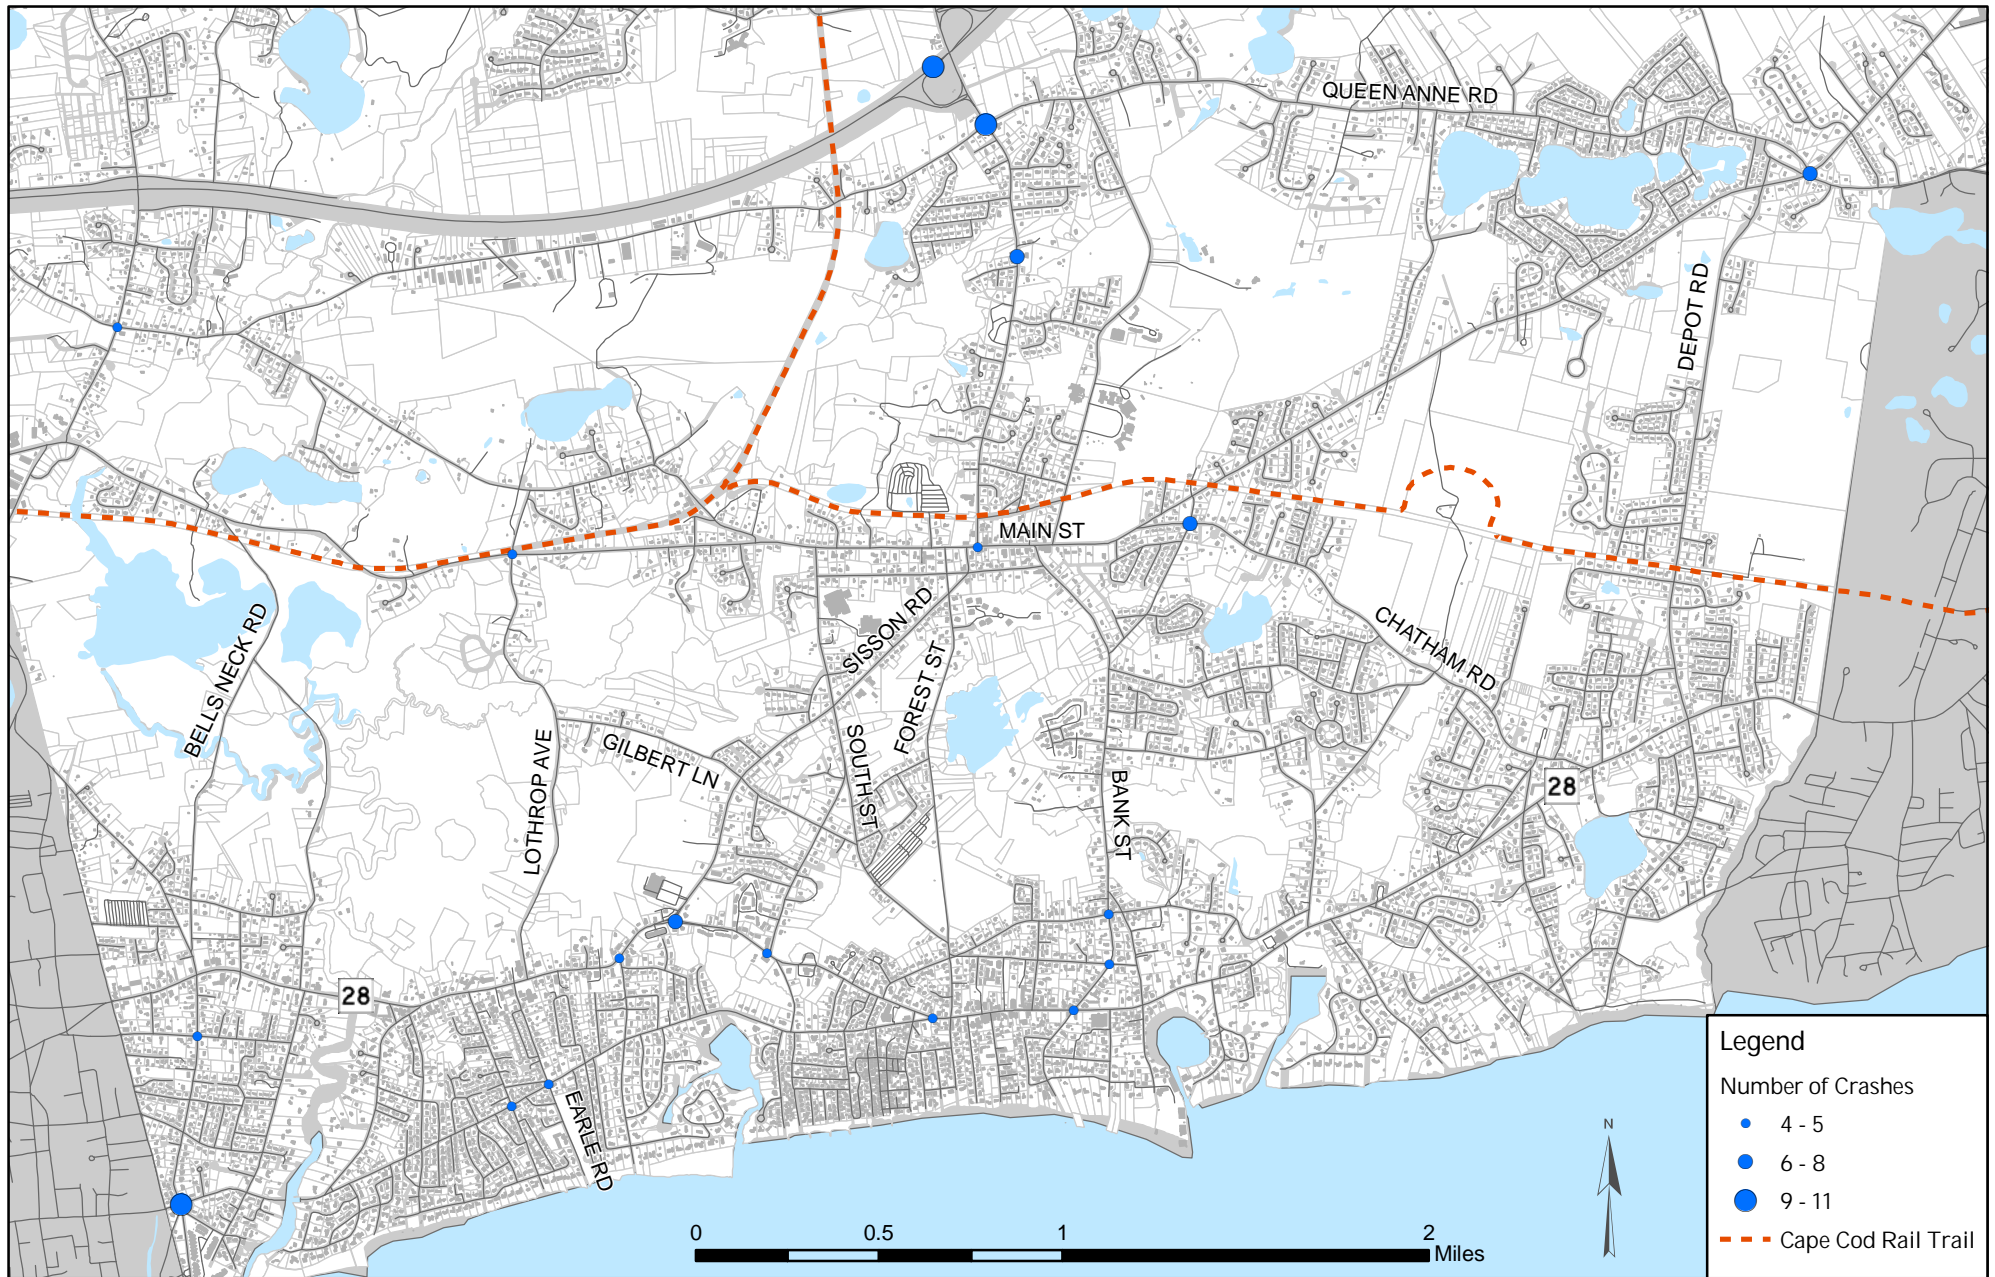 QUEEN ANNE RD
DEPOT RD
MAIN ST
SISSON RD
FOREST ST
BELLS NECK RD
CHATHAM RD
GILBERT LN
LOTHROP AVE
SOUTH ST
BANK ST
28
28
EARLE RD
Legend
Number of Crashes
4 - 5
6 - 8
9 - 11
Cape Cod Rail Trail
N
0 0.5 1 2
Miles